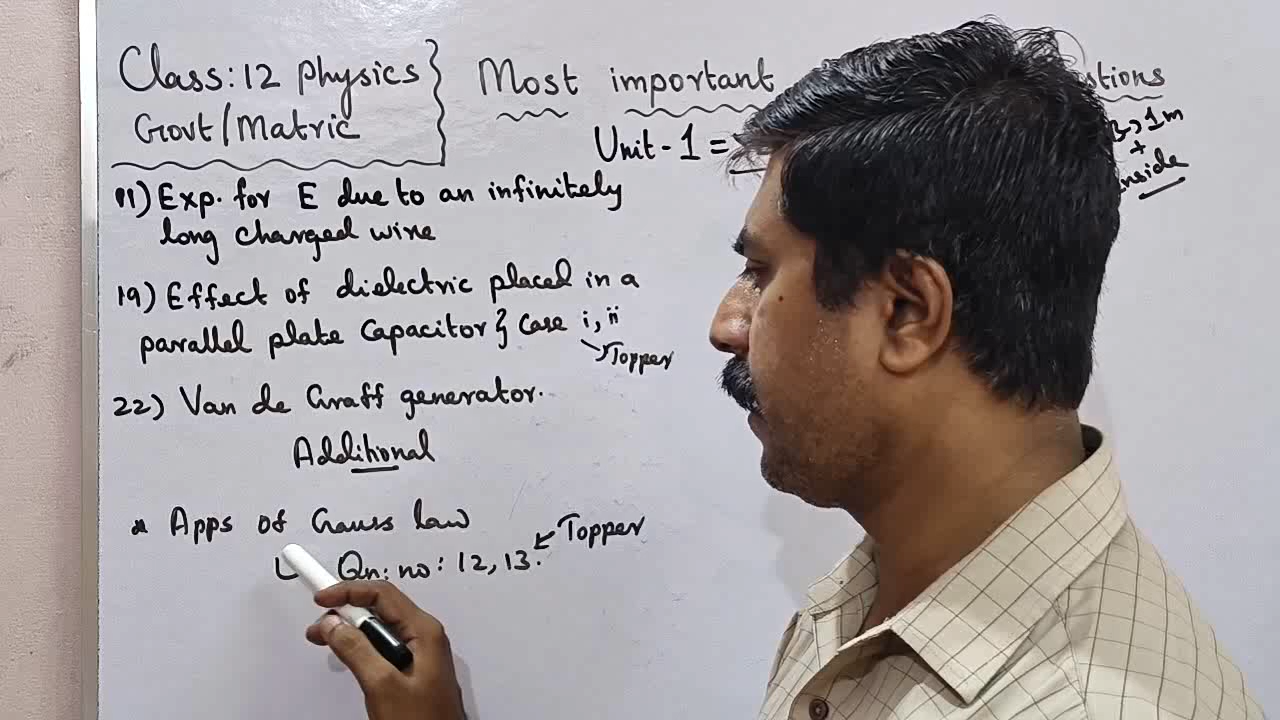 Class: 12 Physics
Govt/Matric
Most important
Unit - 1 =
1m
+
inside
11) Exp. for E due to an infinitely
long charged wire
19) Effect of dielectric placed in a
parallel plate capacitor } Case i, ii
Topper
22) Van de Graff generator.
Additional
* Apps of Gauss law
Qn: no: 12, 13.
Topper